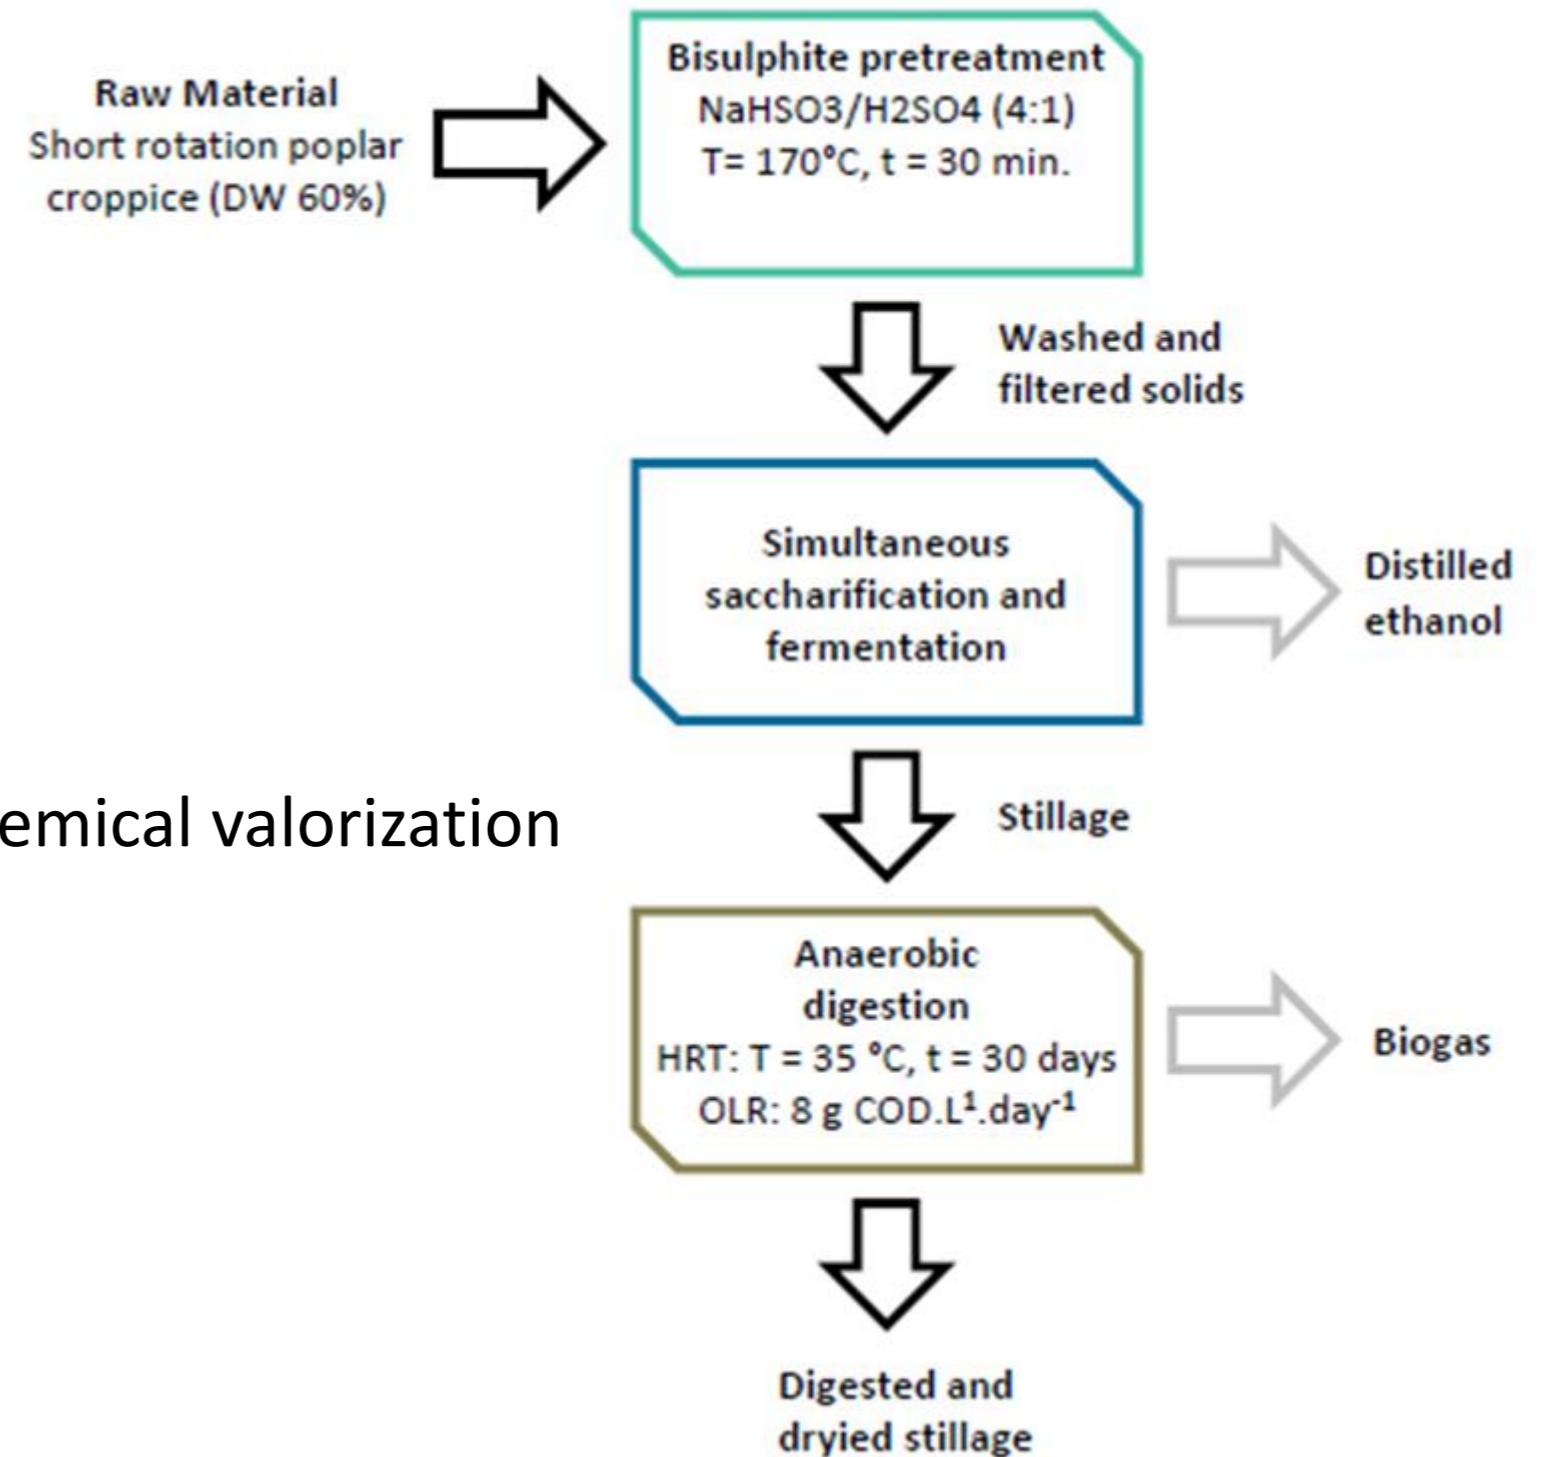 Raw Material
Short rotation poplar
croppice (DW 60%)
Bisulphite pretreatment
NaHSO3/H2SO4 (4:1)
T= 170°C, t = 30 min.
Washed and
filtered solids
Simultaneous
saccharification and
fermentation
Distilled
ethanol
emical valorization
Stillage
Anaerobic
digestion
HRT: T = 35 °C, t = 30 days
OLR: 8 g COD.L¹.day⁻¹
Biogas
Digested and
dryied stillage